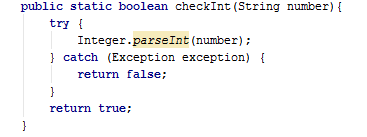 public static boolean checkInt(String number){
try {
Integer.parseInt(number);
} catch (Exception exception) {
return false;
}
return true;
}